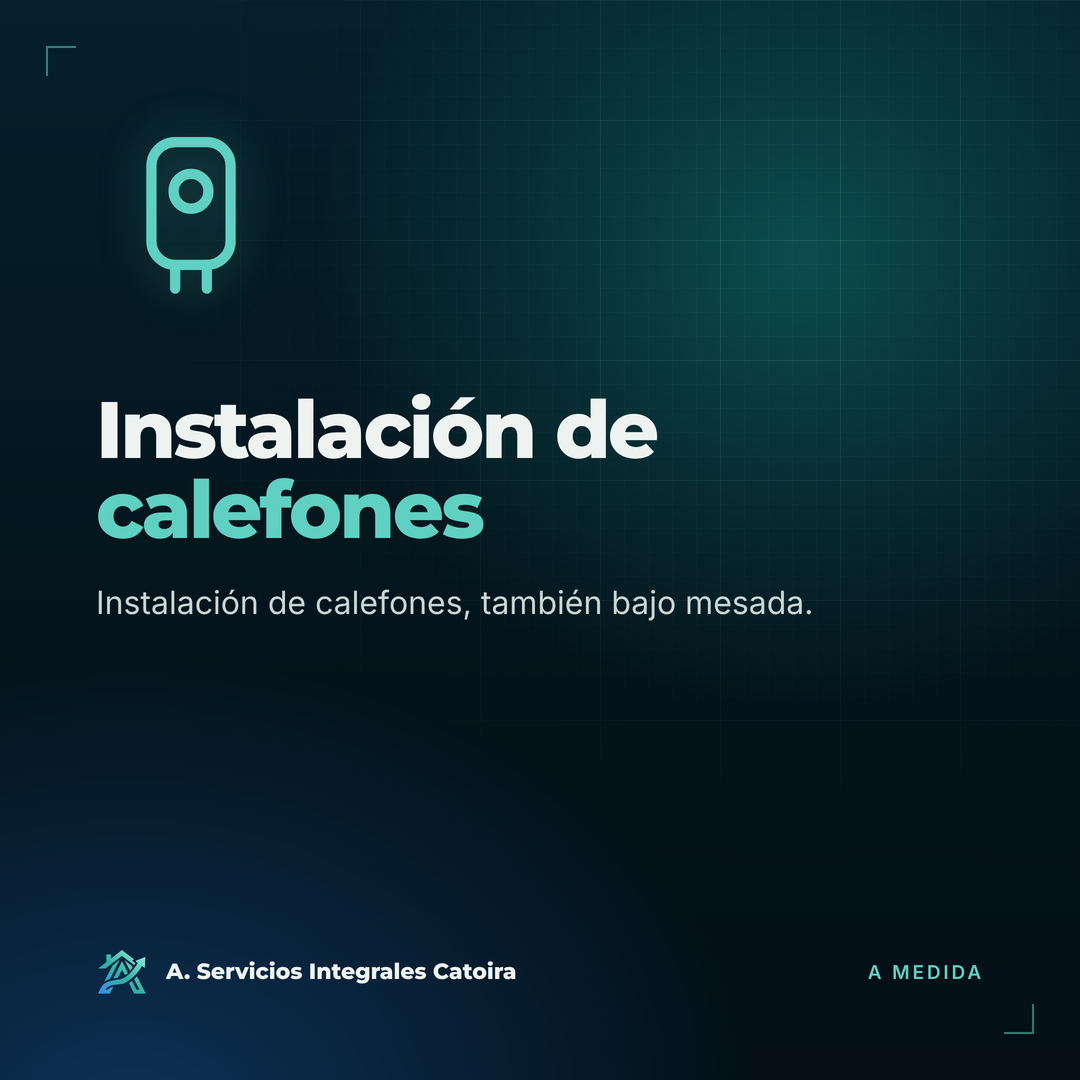 Instalación de
calefones
Instalación de calefones, también bajo mesada.
A. Servicios Integrales Catoira
A MEDIDA